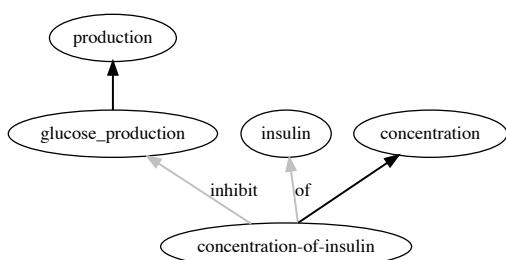 production
glucose_production
insulin
concentration
inhibit
of
concentration-of-insulin